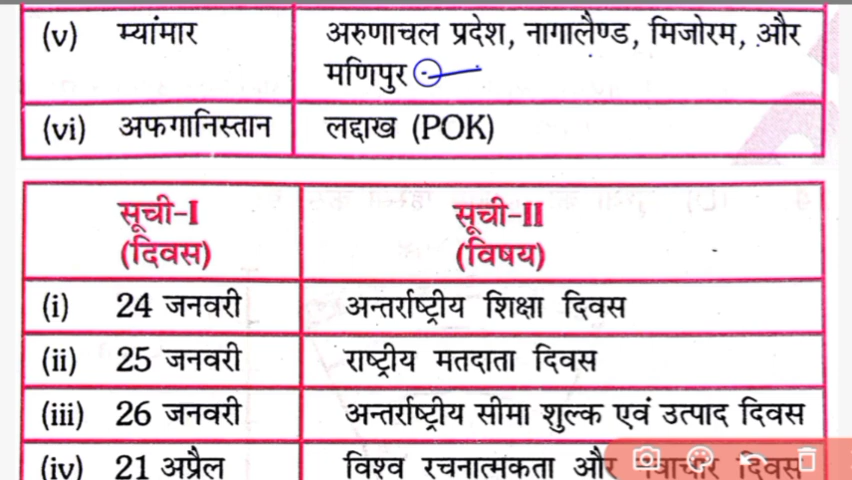 (v) म्यांमार अरुणाचल प्रदेश, नागालैण्ड, मिजोरम, और
मणिपुर
(vi) अफगानिस्तान लद्दाख (POK)
सूची-I सूची-II
(दिवस) (विषय)
(i) 24 जनवरी अन्तर्राष्ट्रीय शिक्षा दिवस
(ii) 25 जनवरी राष्ट्रीय मतदाता दिवस
(iii) 26 जनवरी अन्तर्राष्ट्रीय सीमा शुल्क एवं उत्पाद दिवस
(iv) 21 अप्रैल विश्व रचनात्मकता और दिवस